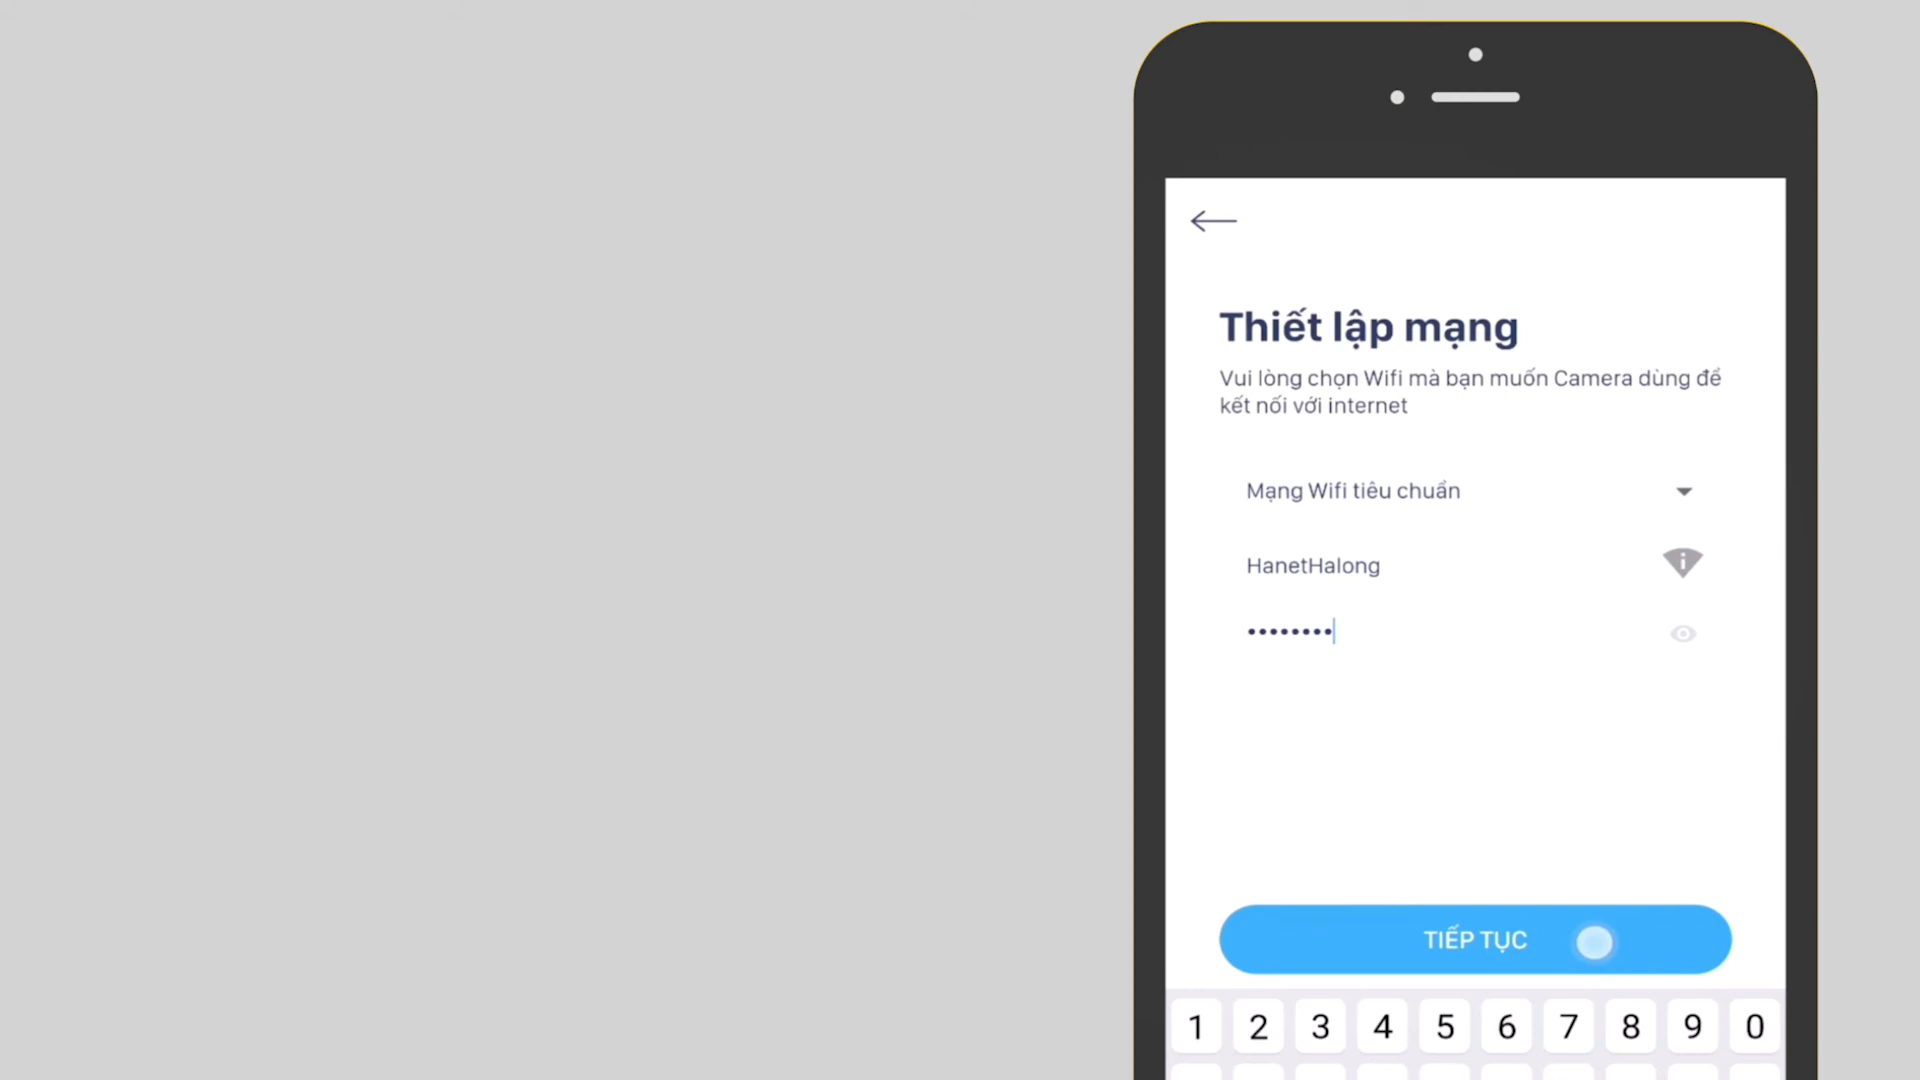 Thiết lập mạng
Vui lòng chọn Wifi mà bạn muốn Camera dùng để
kết nối với internet
Mạng Wifi tiêu chuẩn
HanetHalong
••••••••
TIẾP TỤC
1 2 3 4 5 6 7 8 9 0